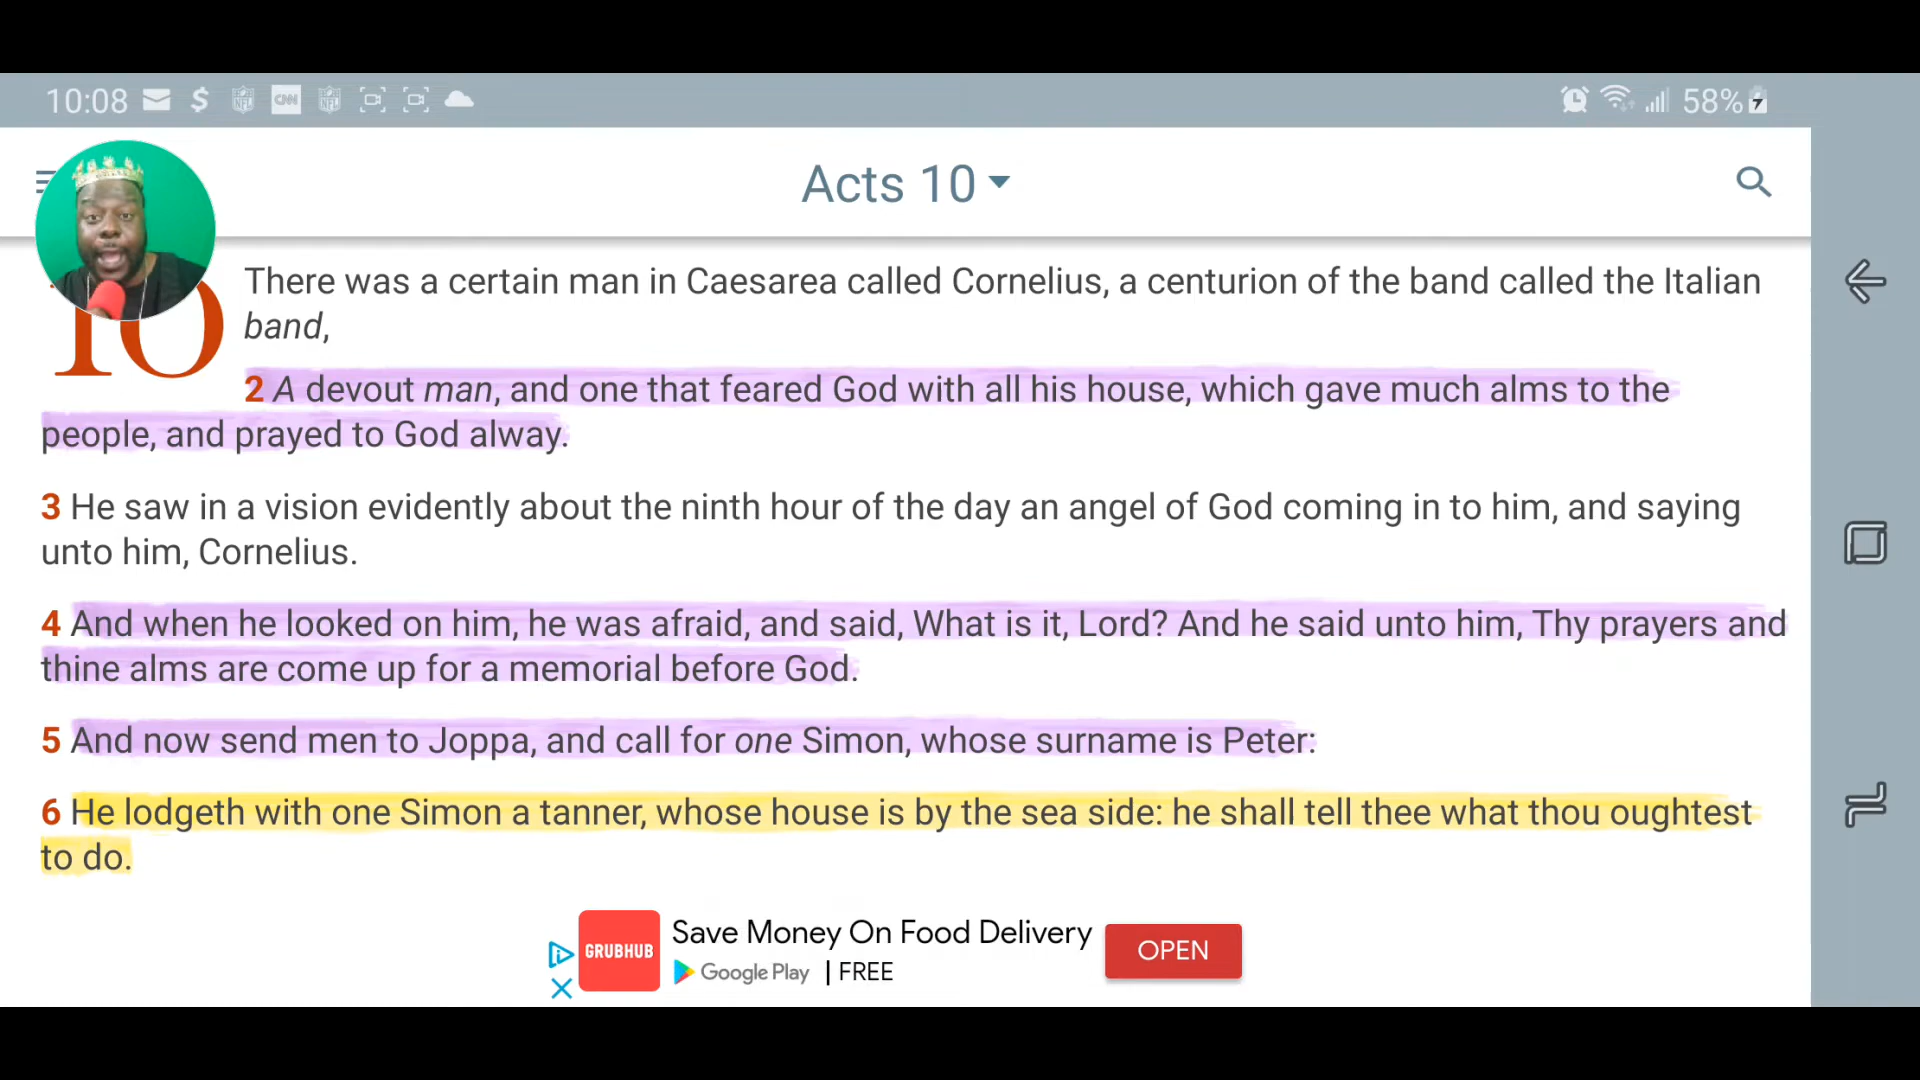 10:08
58%
Acts 10
10
There was a certain man in Caesarea called Cornelius, a centurion of the band called the Italian
band,
2 A devout man, and one that feared God with all his house, which gave much alms to the
people, and prayed to God alway.
3 He saw in a vision evidently about the ninth hour of the day an angel of God coming in to him, and saying
unto him, Cornelius.
4 And when he looked on him, he was afraid, and said, What is it, Lord? And he said unto him, Thy prayers and
thine alms are come up for a memorial before God.
5 And now send men to Joppa, and call for one Simon, whose surname is Peter:
6 He lodgeth with one Simon a tanner, whose house is by the sea side: he shall tell thee what thou oughtest
to do.
GRUBHUB
Save Money On Food Delivery
Google Play | FREE
OPEN